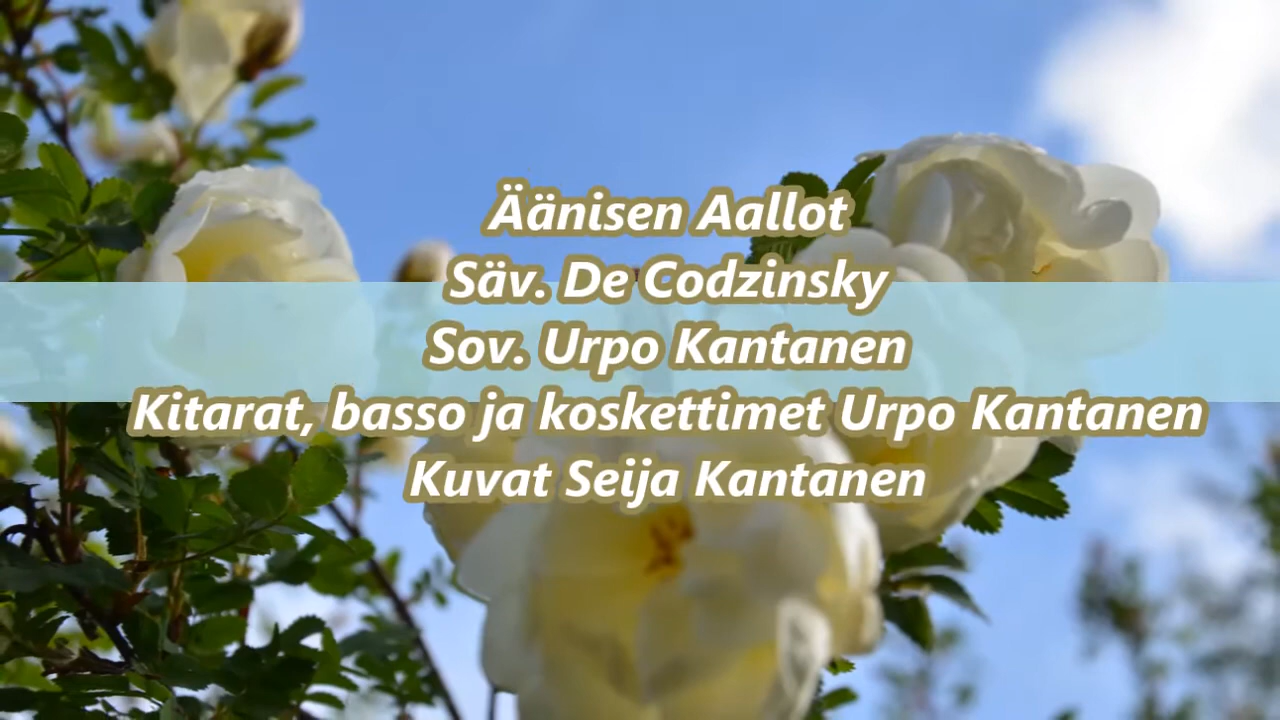 Äänisen Aallot
Säv. De Codzinsky
Sov. Urpo Kantanen
Kitarat, basso ja koskettimet Urpo Kantanen
Kuvat Seija Kantanen